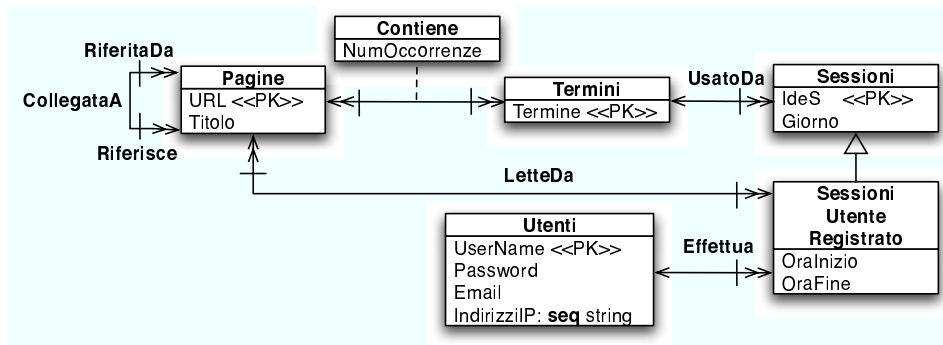 Contiene
NumOccorrenze
RiferitaDa
CollegataA
Riferisce
Pagine
URL <<PK>>
Titolo
Termini
Termine <<PK>>
UsatoDa
Sessioni
IdeS <<PK>>
Giorno
LetteDa
Sessioni
Utente
Registrato
OraInizio
OraFine
Effettua
Utenti
UserName <<PK>>
Password
Email
IndirizziIP: seq string